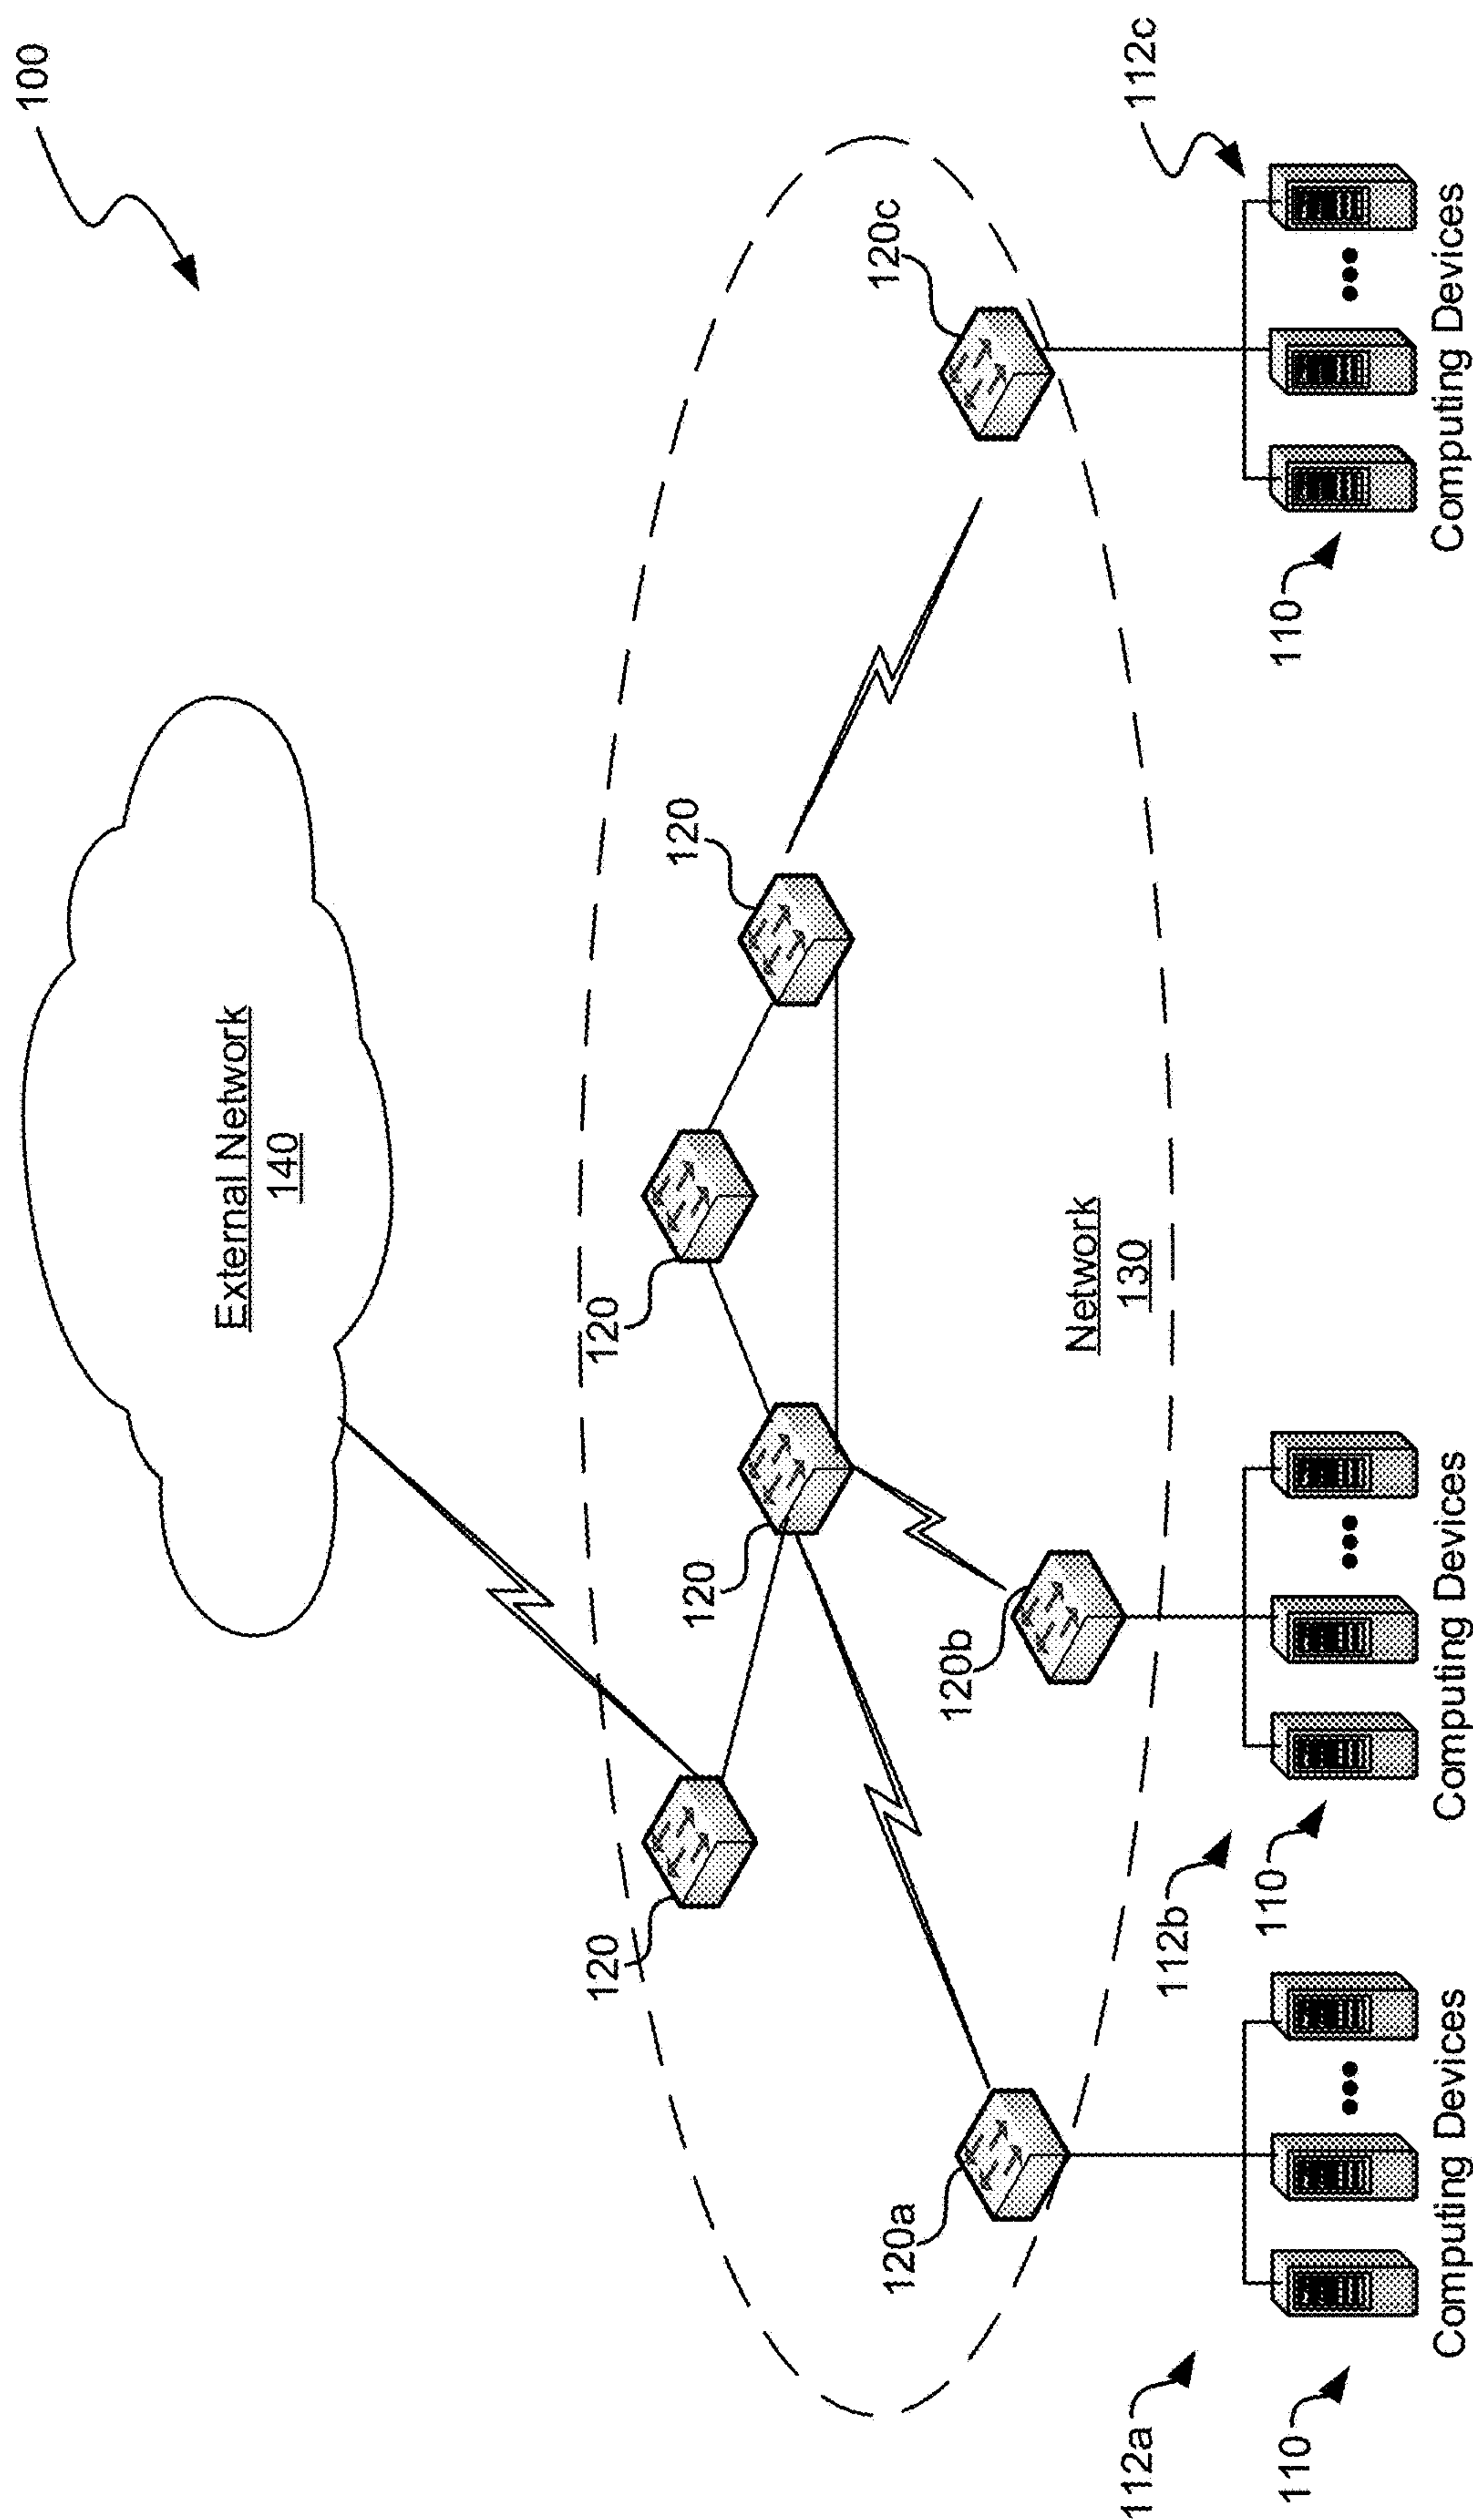 100
External Network
140
120
120
120
120
120c
120a
120b
Network
130
112a
112b
112c
110
110
110
Computing Devices
Computing Devices
Computing Devices